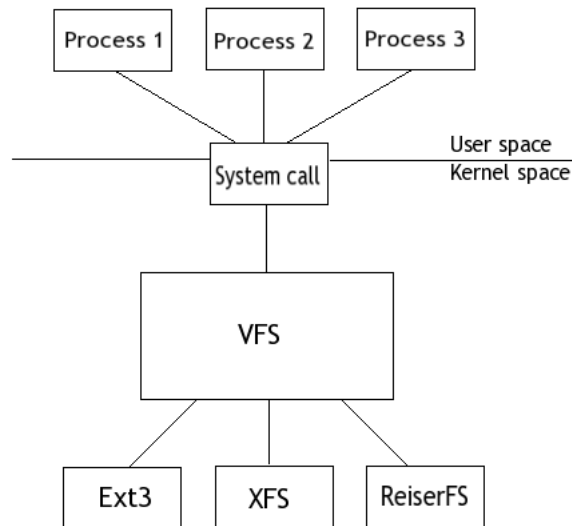 Process 1
Process 2
Process 3
User space
System call
Kernel space
VFS
Ext3
XFS
ReiserFS